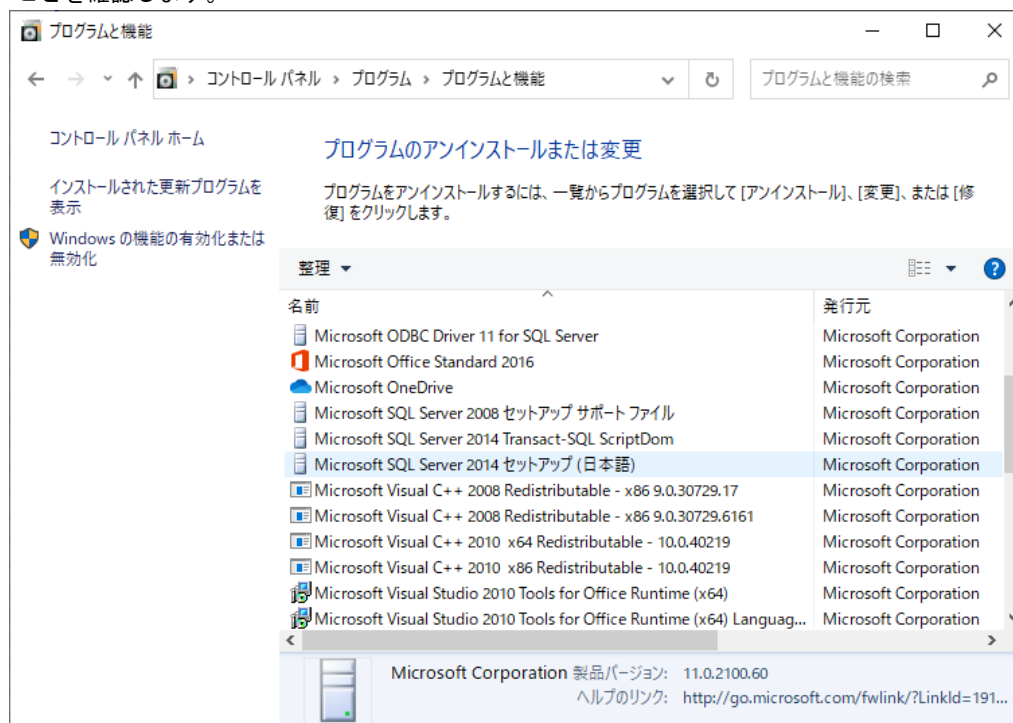 ことを確認します。
プログラムと機能
コントロール パネル › プログラム › プログラムと機能
プログラムと機能の検索
コントロール パネル ホーム
インストールされた更新プログラムを
表示
Windows の機能の有効化または
無効化
プログラムのアンインストールまたは変更
プログラムをアンインストールするには、一覧からプログラムを選択して [アンインストール]、[変更]、または [修
復] をクリックします。
整理
名前 発行元
Microsoft ODBC Driver 11 for SQL Server Microsoft Corporation
Microsoft Office Standard 2016 Microsoft Corporation
Microsoft OneDrive Microsoft Corporation
Microsoft SQL Server 2008 セットアップ サポート ファイル Microsoft Corporation
Microsoft SQL Server 2014 Transact-SQL ScriptDom Microsoft Corporation
Microsoft SQL Server 2014 セットアップ (日本語) Microsoft Corporation
Microsoft Visual C++ 2008 Redistributable - x86 9.0.30729.17 Microsoft Corporation
Microsoft Visual C++ 2008 Redistributable - x86 9.0.30729.6161 Microsoft Corporation
Microsoft Visual C++ 2010 x64 Redistributable - 10.0.40219 Microsoft Corporation
Microsoft Visual C++ 2010 x86 Redistributable - 10.0.40219 Microsoft Corporation
Microsoft Visual Studio 2010 Tools for Office Runtime (x64) Microsoft Corporation
Microsoft Visual Studio 2010 Tools for Office Runtime (x64) Languag... Microsoft Corporation
Microsoft Corporation 製品バージョン: 11.0.2100.60
ヘルプのリンク: http://go.microsoft.com/fwlink/?LinkId=191...